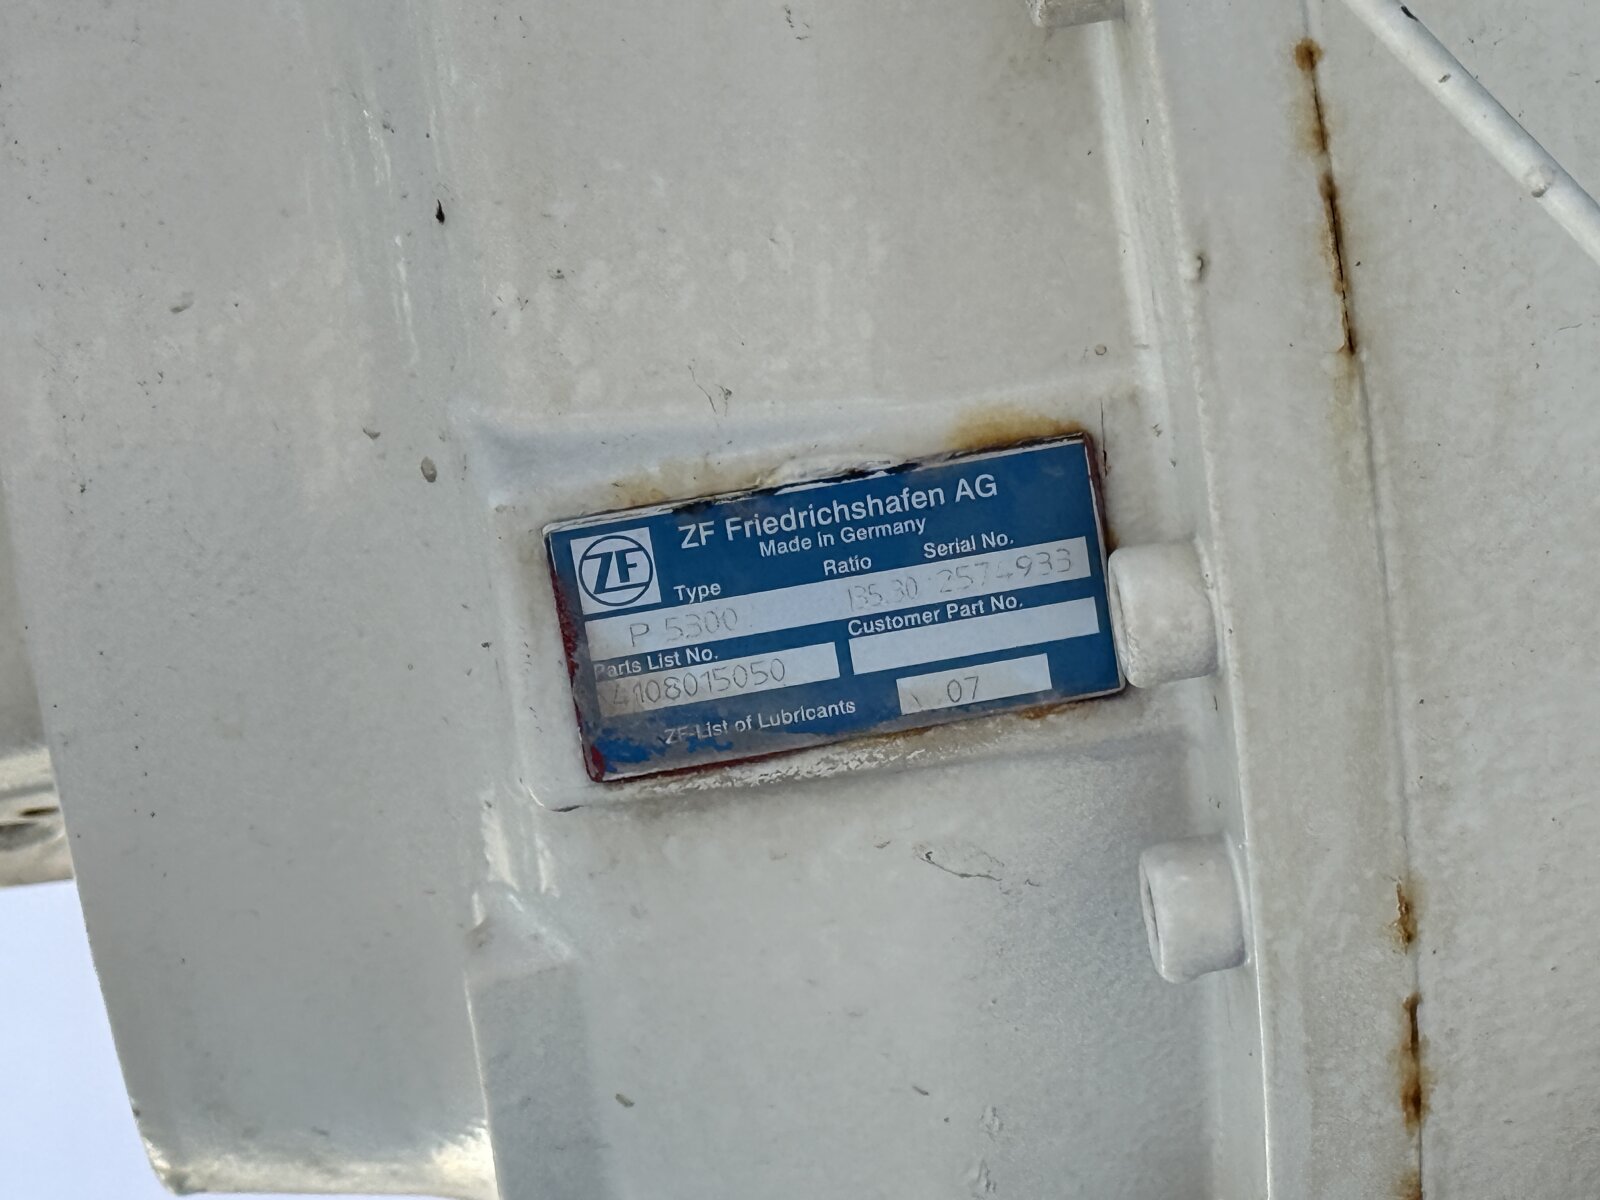 ZF Friedrichshafen AG
Made in Germany
ZF
Type Ratio Serial No.
P 5300 135.30 2574933
Parts List No. Customer Part No.
4108015050
ZF-List of Lubricants 07